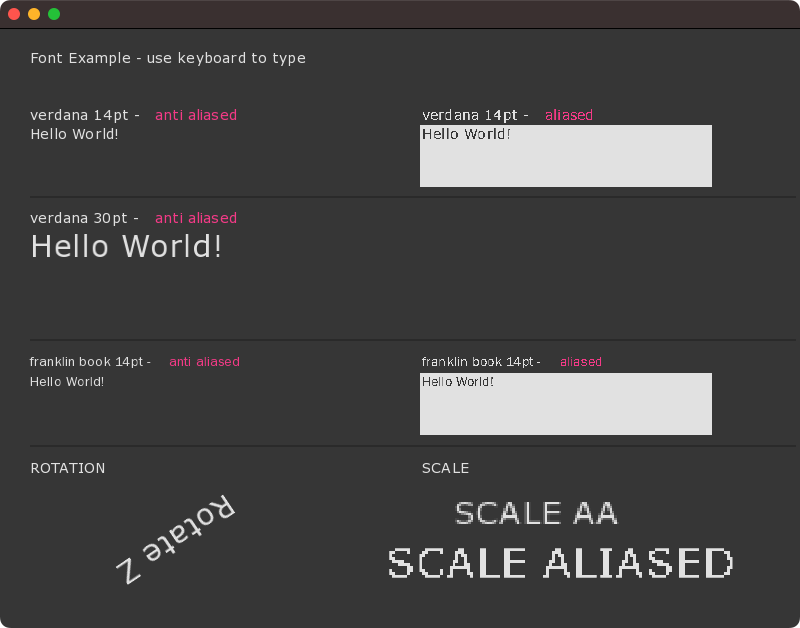 Font Example - use keyboard to type
verdana 14pt - anti aliased
Hello World!
verdana 14pt - aliased
Hello World!
verdana 30pt - anti aliased
Hello World!
franklin book 14pt - anti aliased
Hello World!
franklin book 14pt - aliased
Hello World!
ROTATION
Rotate Z
SCALE
SCALE AA
SCALE ALIASED